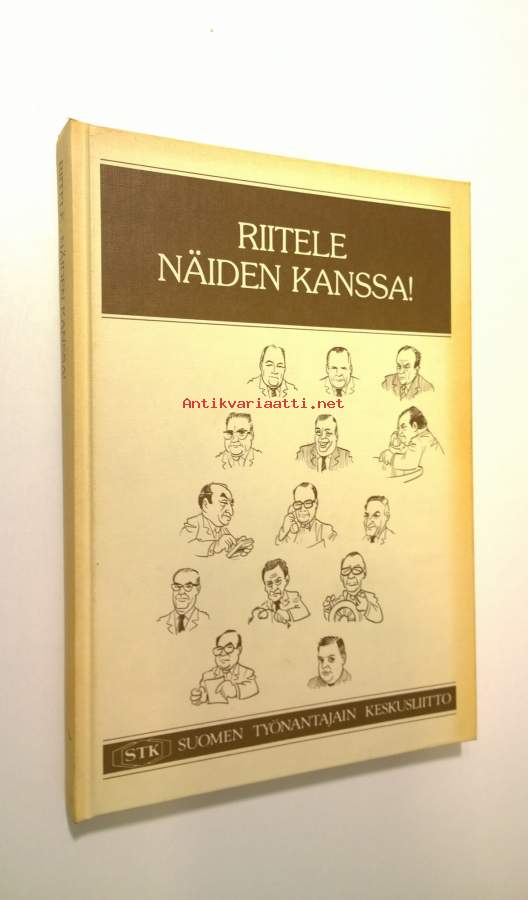 RIITELE
NÄIDEN KANSSA!
Antikvariaatti.net
STK SUOMEN TYÖNANTAJAIN KESKUSLIITTO
RIITELE NÄIDEN KANSSA!